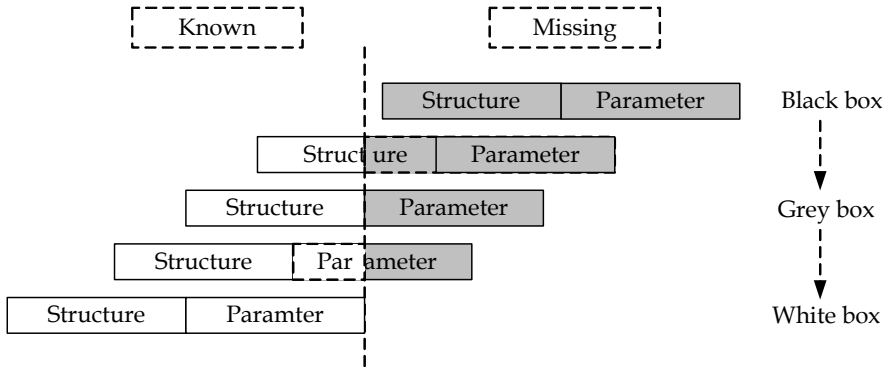 Known Missing
Structure Parameter Black box
Struct ure Parameter
Structure Parameter Grey box
Structure Par ameter
Structure Paramter White box